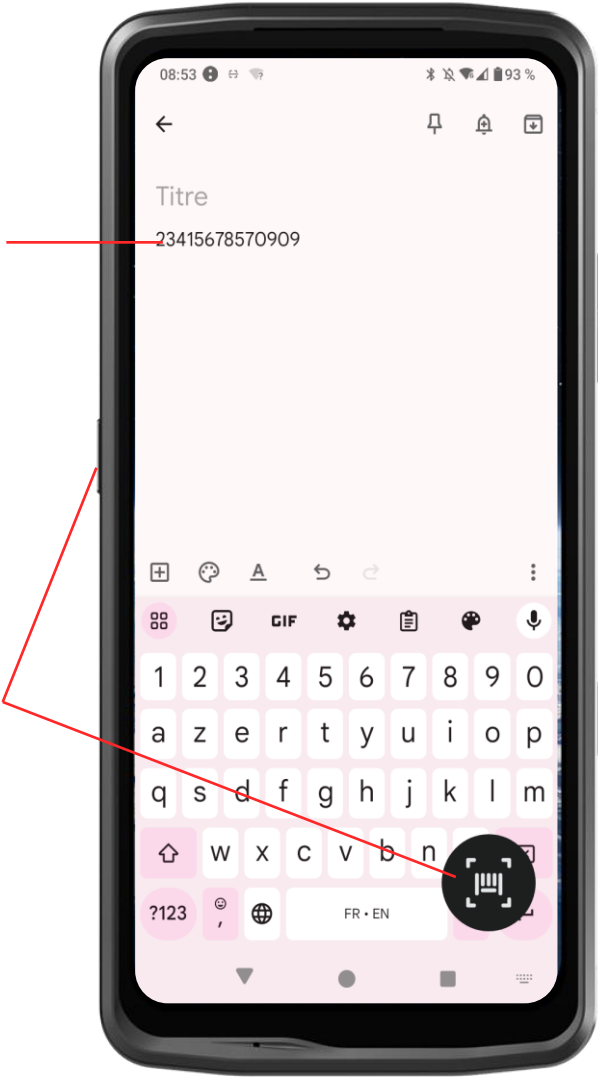 08:53 93 %
Titre
23415678570909
GIF
1 2 3 4 5 6 7 8 9 0
a z e r t y u i o p
q s d f g h j k l m
w x c v b n
?123 , FR • EN